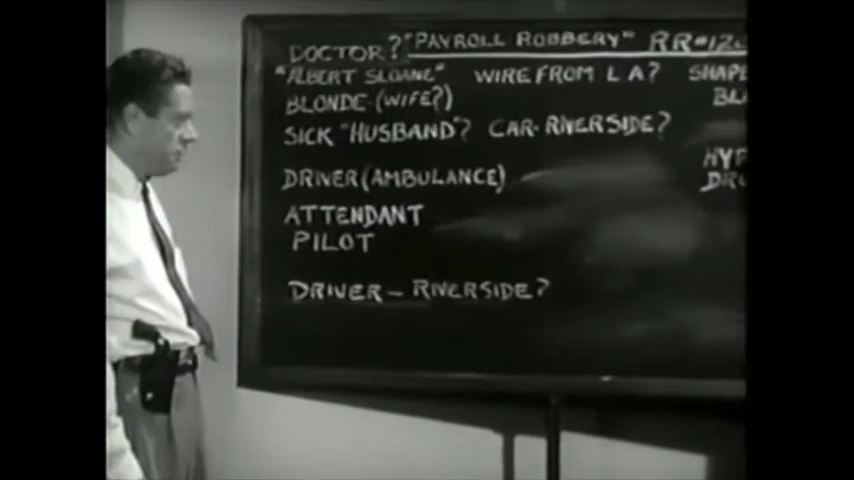 DOCTOR? "PAYROLL ROBBERY"
"ALBERT SLOANE" WIRE FROM L A?
BLONDE (WIFE?)
SICK "HUSBAND"? CAR-RIVERSIDE?
DRIVER (AMBULANCE)
ATTENDANT
PILOT
DRIVER - RIVERSIDE?